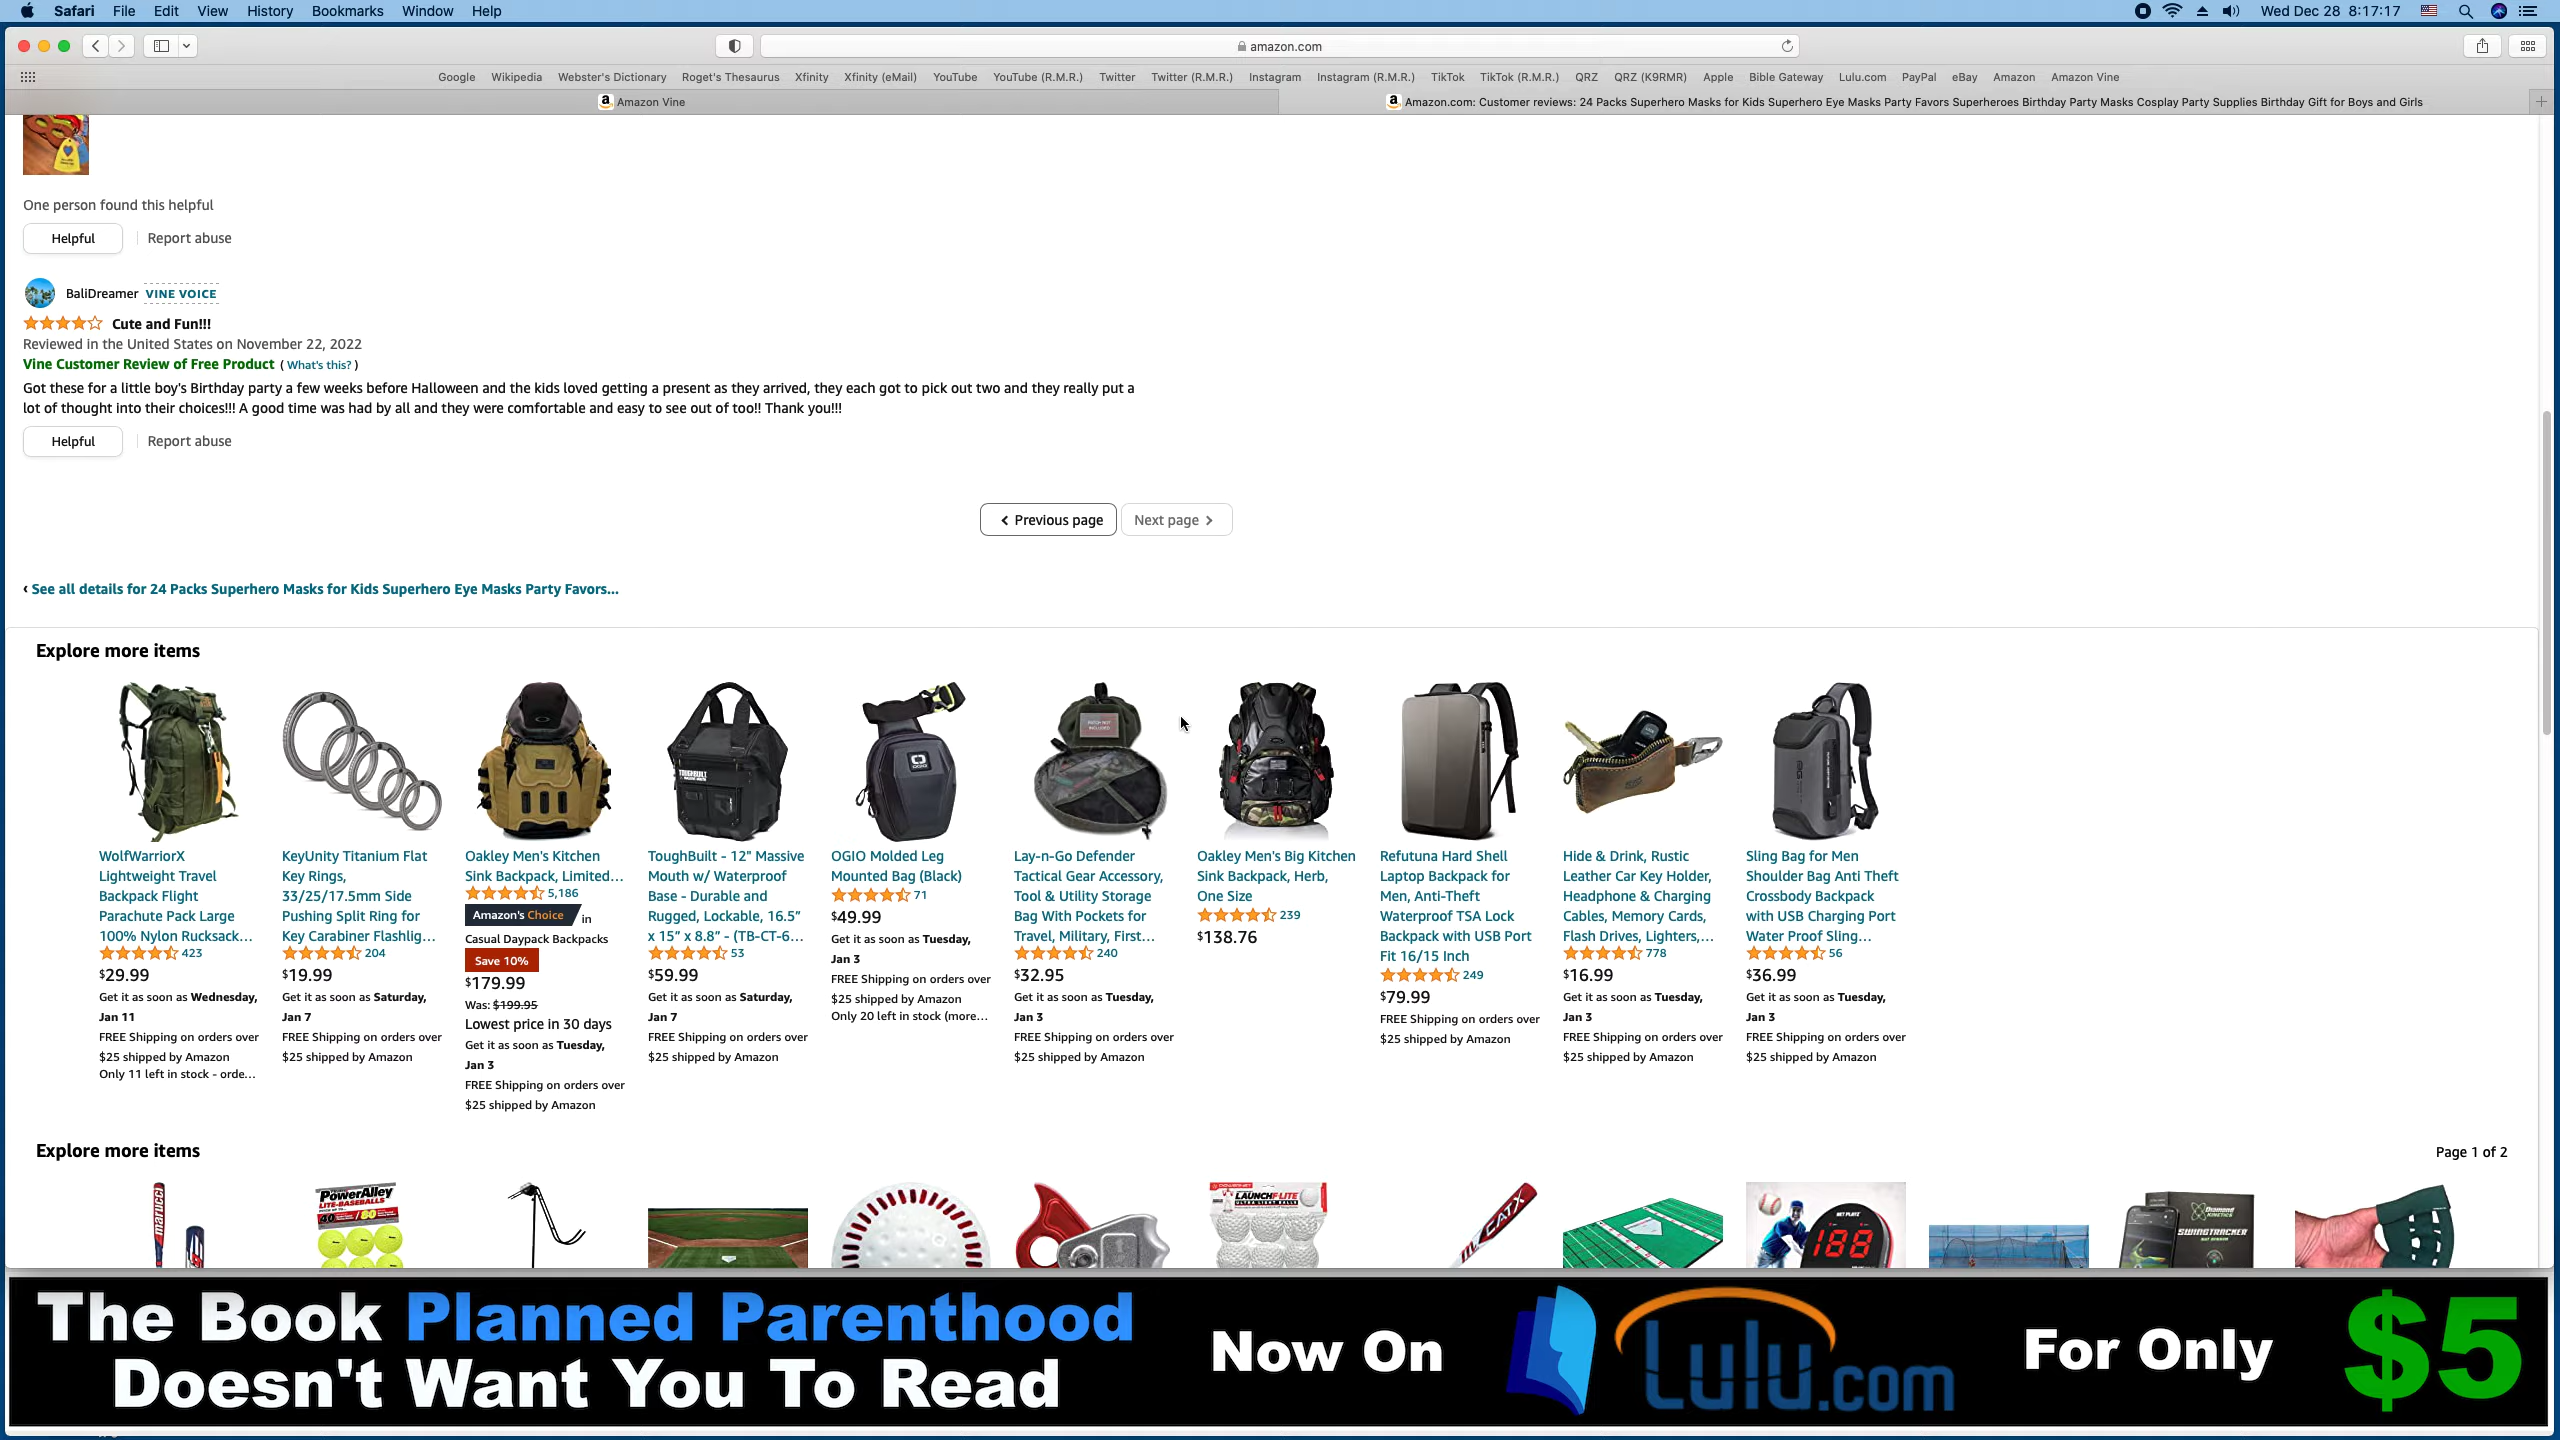 Safari File Edit View History Bookmarks Window Help
Wed Dec 28 8:17:17
amazon.com
Google Wikipedia Webster's Dictionary Roget's Thesaurus Xfinity Xfinity (eMail) YouTube YouTube (R.M.R.) Twitter Twitter (R.M.R.) Instagram Instagram (R.M.R.) TikTok TikTok (R.M.R.) QRZ QRZ (K9RMR) Apple Bible Gateway Lulu.com PayPal eBay Amazon Amazon Vine
Amazon Vine
Amazon.com: Customer reviews: 24 Packs Superhero Masks for Kids Superhero Eye Masks Party Favors Superheroes Birthday Party Masks Cosplay Party Supplies Birthday Gift for Boys and Girls
One person found this helpful
Helpful
Report abuse
BaliDreamer VINE VOICE
Cute and Fun!!!
Reviewed in the United States on November 22, 2022
Vine Customer Review of Free Product ( What's this? )
Got these for a little boy's Birthday party a few weeks before Halloween and the kids loved getting a present as they arrived, they each got to pick out two and they really put a
lot of thought into their choices!!! A good time was had by all and they were comfortable and easy to see out of too!! Thank you!!!
Helpful
Report abuse
Previous page
Next page
‹ See all details for 24 Packs Superhero Masks for Kids Superhero Eye Masks Party Favors...
Explore more items
WolfWarriorX
Lightweight Travel
Backpack Flight
Parachute Pack Large
100% Nylon Rucksack...
423
$29.99
Get it as soon as Wednesday,
Jan 11
FREE Shipping on orders over
$25 shipped by Amazon
Only 11 left in stock - orde...
KeyUnity Titanium Flat
Key Rings,
33/25/17.5mm Side
Pushing Split Ring for
Key Carabiner Flashlig...
204
$19.99
Get it as soon as Saturday,
Jan 7
FREE Shipping on orders over
$25 shipped by Amazon
Oakley Men's Kitchen
Sink Backpack, Limited...
5,186
Amazon's Choice in
Casual Daypack Backpacks
Save 10%
$179.99
Was: $199.95
Lowest price in 30 days
Get it as soon as Tuesday,
Jan 3
FREE Shipping on orders over
$25 shipped by Amazon
TOUGHBUILT
ToughBuilt - 12" Massive
Mouth w/ Waterproof
Base - Durable and
Rugged, Lockable, 16.5”
x 15” x 8.8” - (TB-CT-6...
53
$59.99
Get it as soon as Saturday,
Jan 7
FREE Shipping on orders over
$25 shipped by Amazon
OGIO Molded Leg
Mounted Bag (Black)
71
$49.99
Get it as soon as Tuesday,
Jan 3
FREE Shipping on orders over
$25 shipped by Amazon
Only 20 left in stock (more...
Lay-n-Go Defender
Tactical Gear Accessory,
Tool & Utility Storage
Bag With Pockets for
Travel, Military, First...
240
$32.95
Get it as soon as Tuesday,
Jan 3
FREE Shipping on orders over
$25 shipped by Amazon
Oakley Men's Big Kitchen
Sink Backpack, Herb,
One Size
239
$138.76
Refutuna Hard Shell
Laptop Backpack for
Men, Anti-Theft
Waterproof TSA Lock
Backpack with USB Port
Fit 16/15 Inch
249
$79.99
FREE Shipping on orders over
$25 shipped by Amazon
Hide & Drink, Rustic
Leather Car Key Holder,
Headphone & Charging
Cables, Memory Cards,
Flash Drives, Lighters,...
778
$16.99
Get it as soon as Tuesday,
Jan 3
FREE Shipping on orders over
$25 shipped by Amazon
Sling Bag for Men
Shoulder Bag Anti Theft
Crossbody Backpack
with USB Charging Port
Water Proof Sling...
56
$36.99
Get it as soon as Tuesday,
Jan 3
FREE Shipping on orders over
$25 shipped by Amazon
Explore more items
Page 1 of 2
marucci
PowerAlley
LITE-BASEBALLS
LAUNCH F-LITE
CATX
188
Diamond
KINETICS
SWINGTRACKER
The Book Planned Parenthood
Doesn't Want You To Read
Now On
Lulu.com
For Only
$5